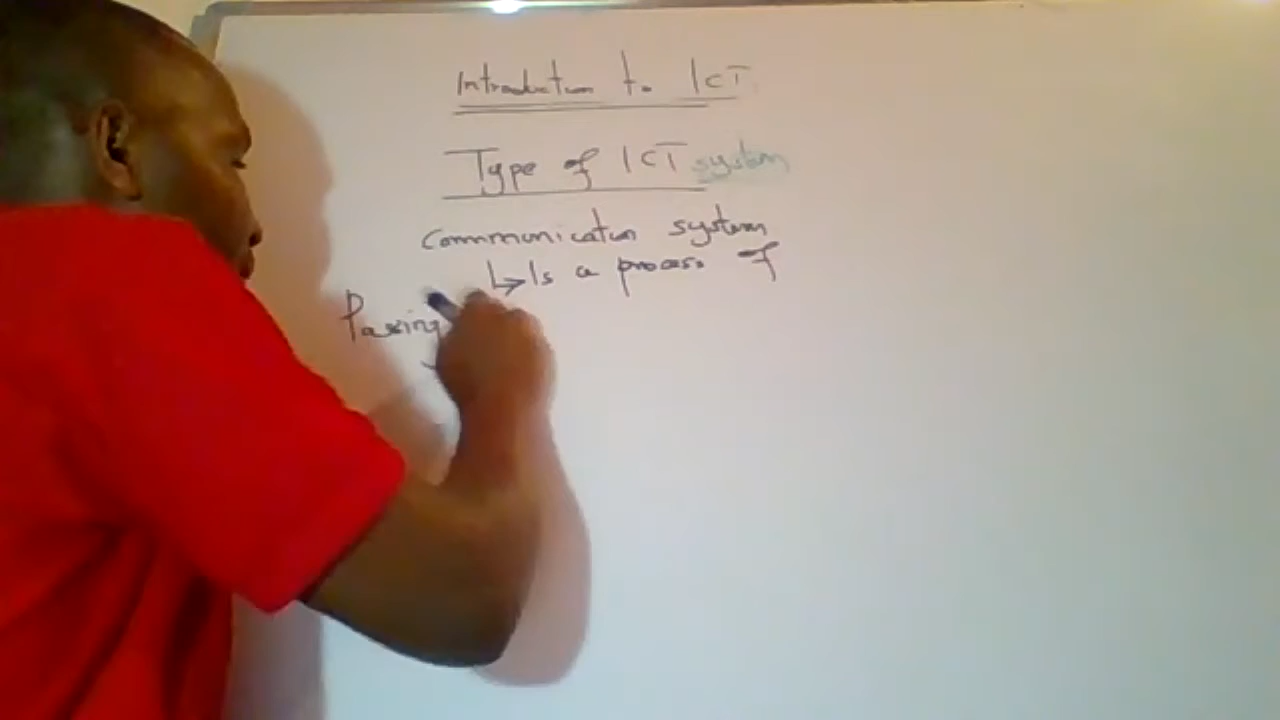 Introduction to ICT
Type of ICT system
Communication system
Is a process of
Passing